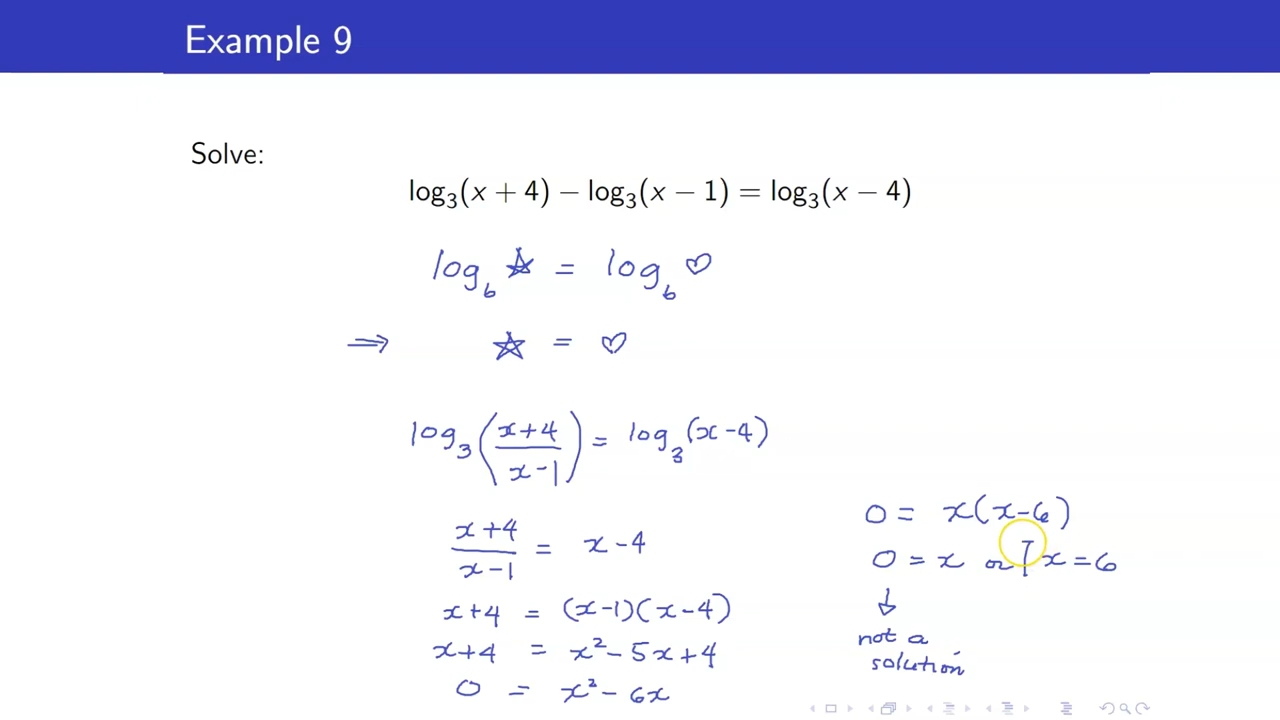 Example 9
Solve:
log₃(x + 4) − log₃(x − 1) = log₃(x − 4)
log_b ☆ = log_b ♡
⟹ ☆ = ♡
log₃((x+4)/(x-1)) = log₃(x-4)
(x+4)/(x-1) = x-4
x+4 = (x-1)(x-4)
x+4 = x²-5x+4
0 = x²-6x
0 = x(x-6)
0 = x or x = 6
↓
not a
solution